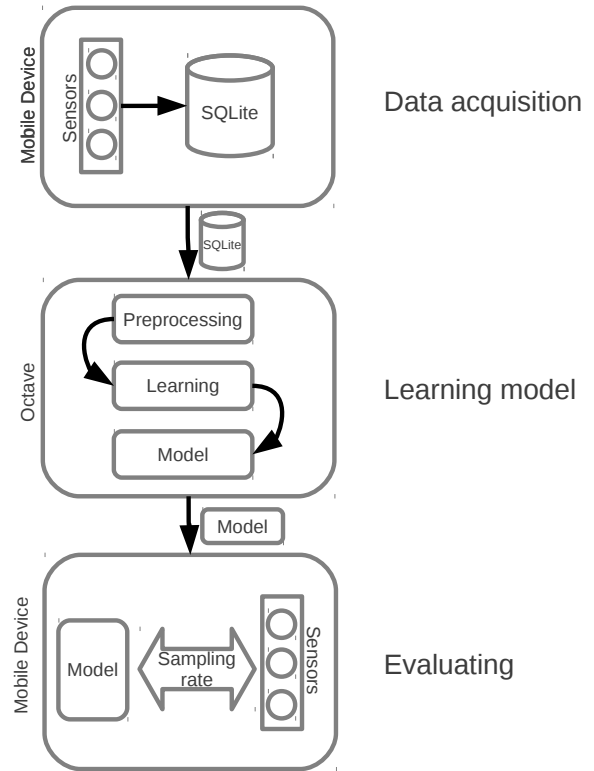 Mobile Device
Sensors
SQLite
Data acquisition
SQLite
Octave
Preprocessing
Learning
Model
Learning model
Model
Mobile Device
Model
Sampling
rate
Sensors
Evaluating